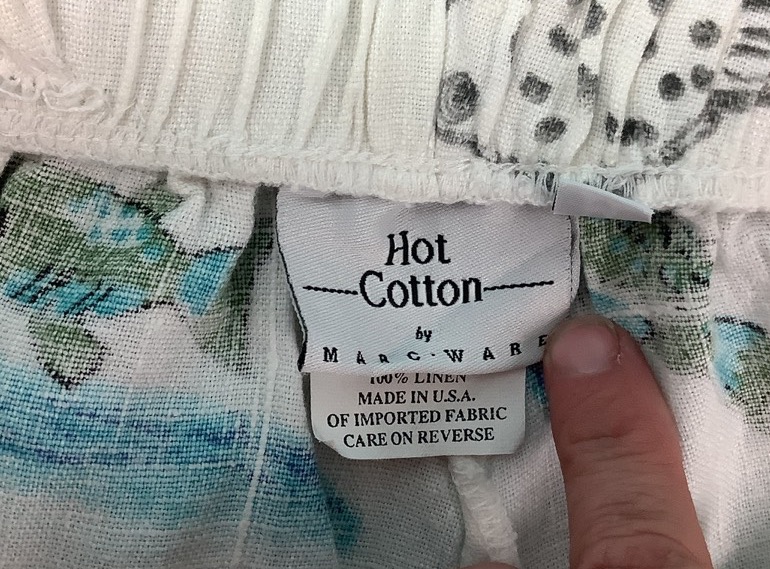 Hot
Cotton
by
MARC·WARE
100% LINEN
MADE IN U.S.A.
OF IMPORTED FABRIC
CARE ON REVERSE